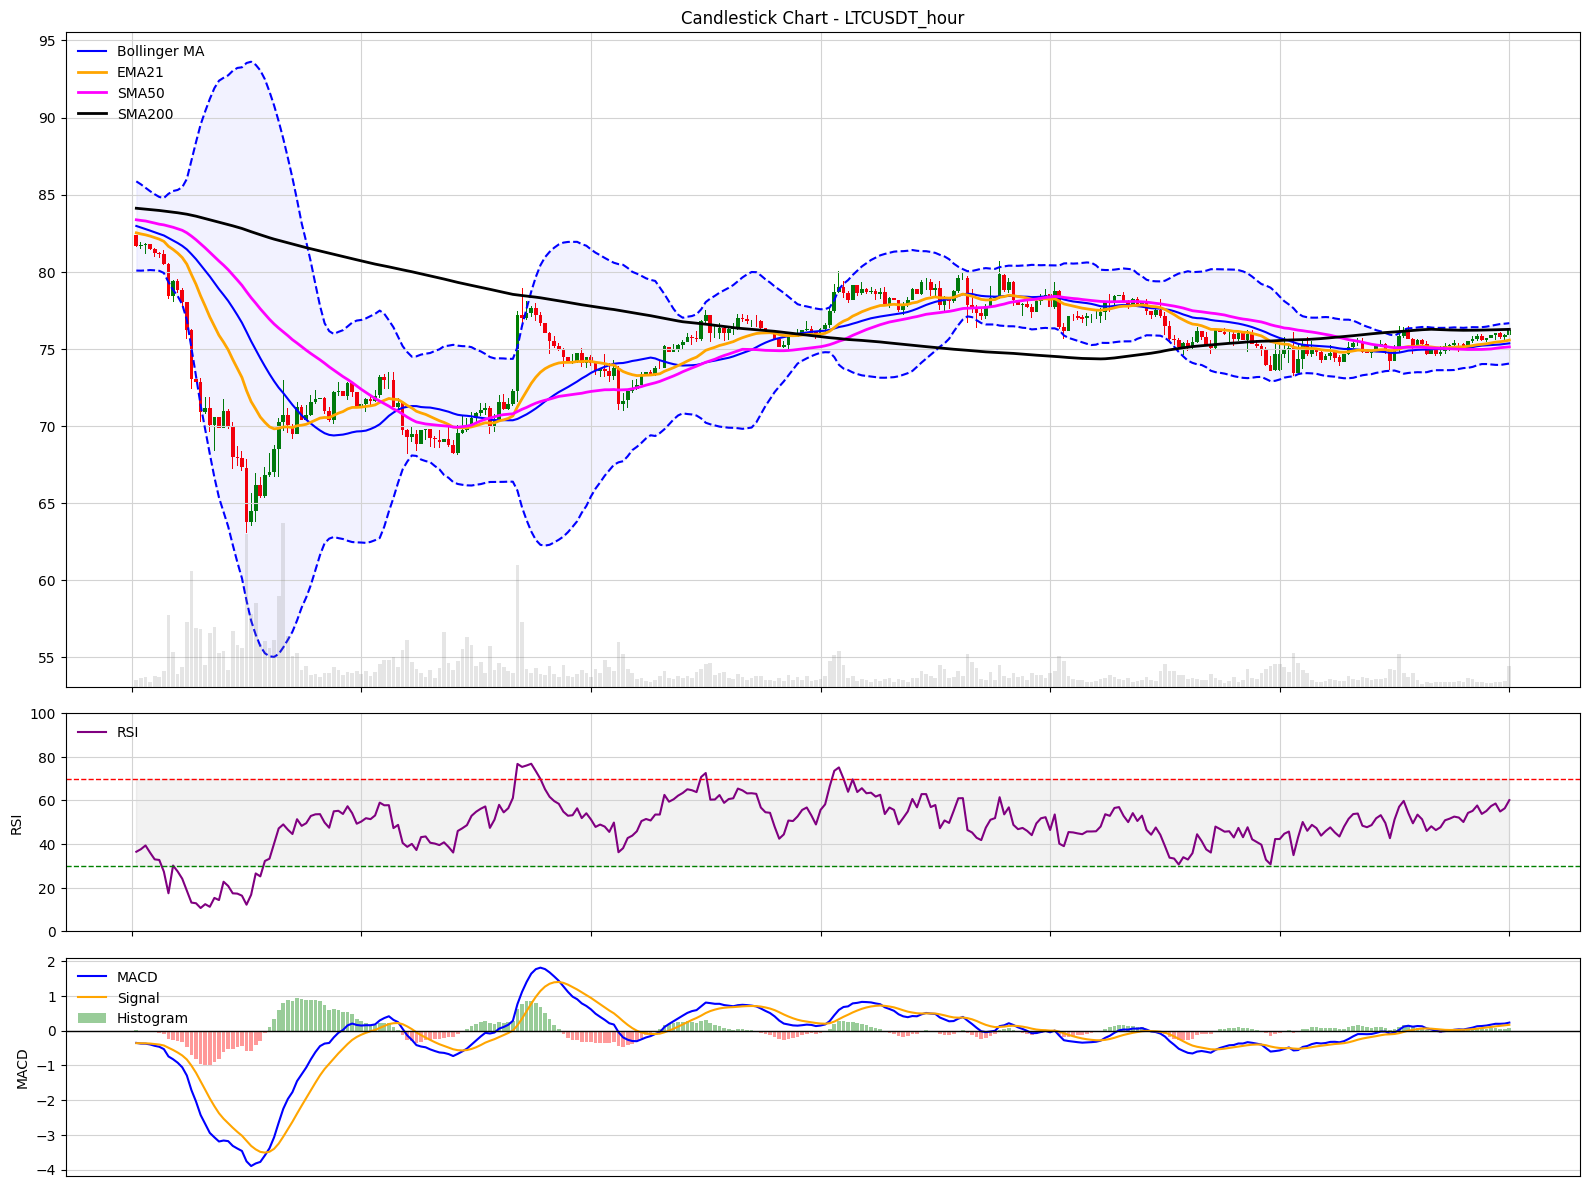 Candlestick Chart - LTCUSDT_hour
Bollinger MA
EMA21
SMA50
SMA200
95
90
85
80
75
70
65
60
55
RSI
100
80
60
40
20
0
RSI
MACD
Signal
Histogram
2
1
0
−1
−2
−3
−4
MACD